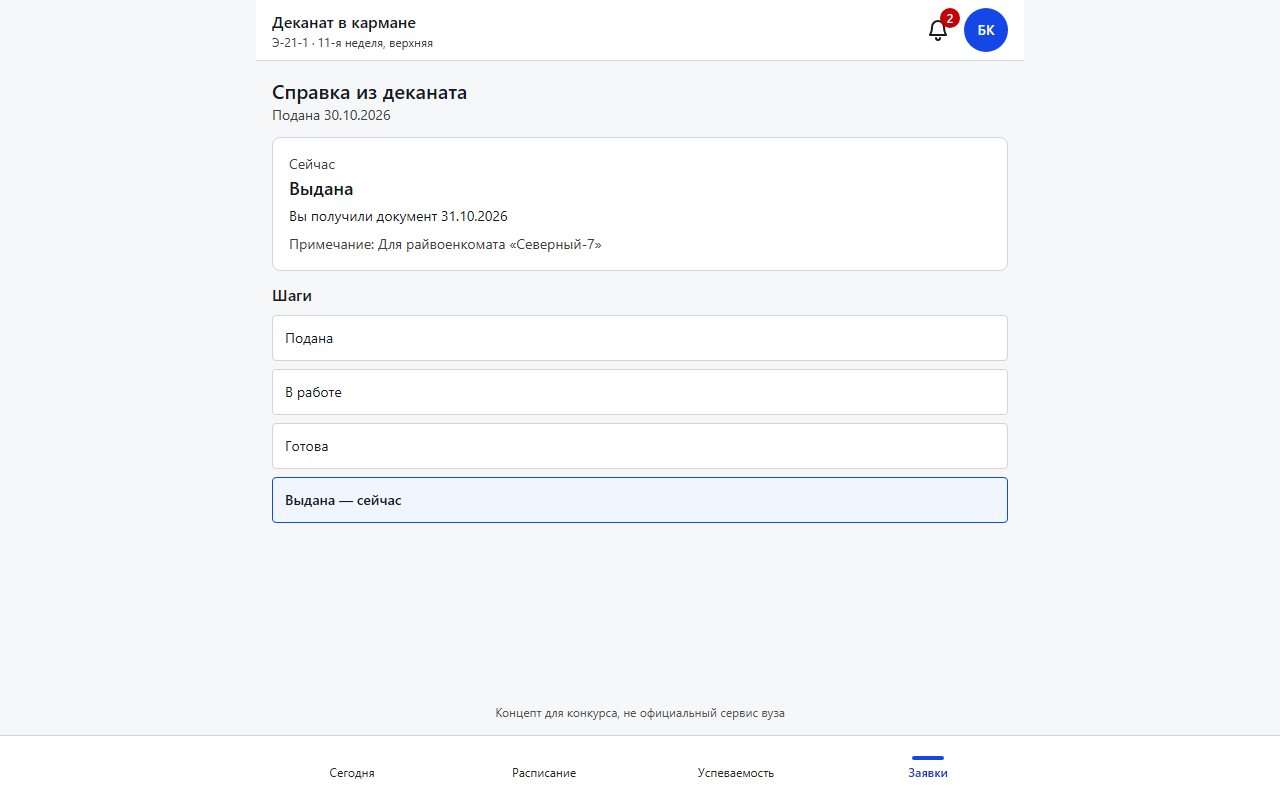 Деканат в кармане
Э-21-1 · 11-я неделя, верхняя
2
БК
Справка из деканата
Подана 30.10.2026
Сейчас
Выдана
Вы получили документ 31.10.2026
Примечание: Для райвоенкомата «Северный-7»
Шаги
Подана
В работе
Готова
Выдана — сейчас
Концепт для конкурса, не официальный сервис вуза
Сегодня
Расписание
Успеваемость
Заявки